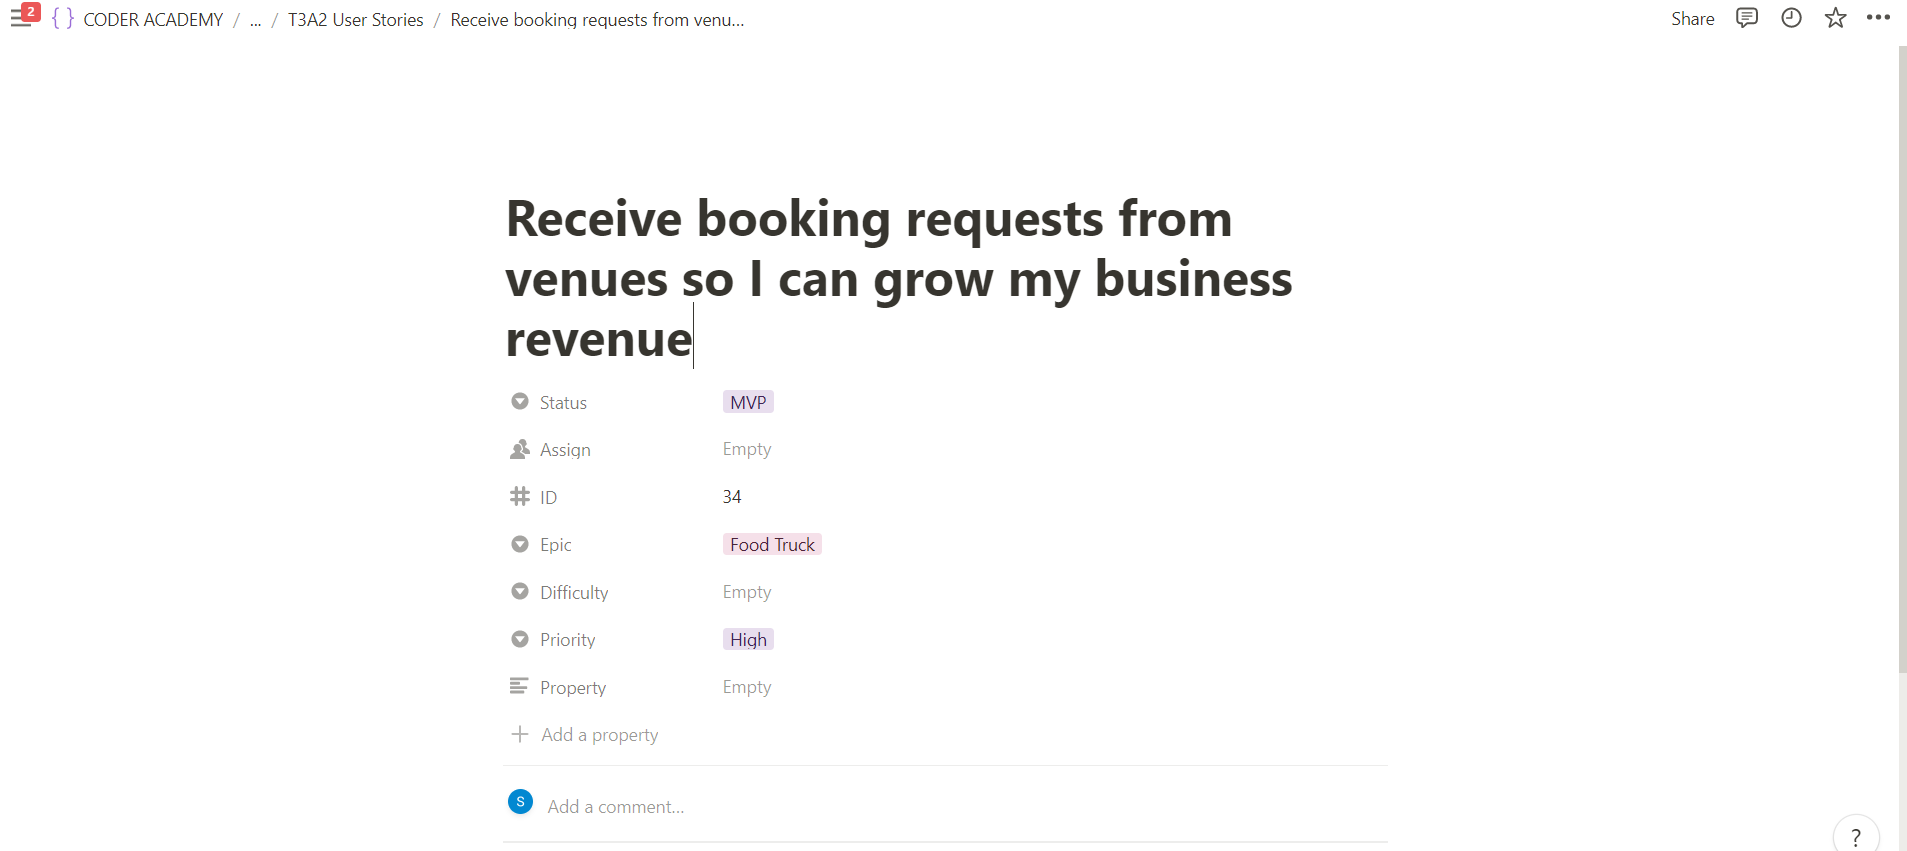 2
{ } CODER ACADEMY / ... / T3A2 User Stories / Receive booking requests from venu...
Share
Receive booking requests from
venues so I can grow my business
revenue
Status MVP
Assign Empty
ID 34
Epic Food Truck
Difficulty Empty
Priority High
Property Empty
Add a property
S Add a comment...
?